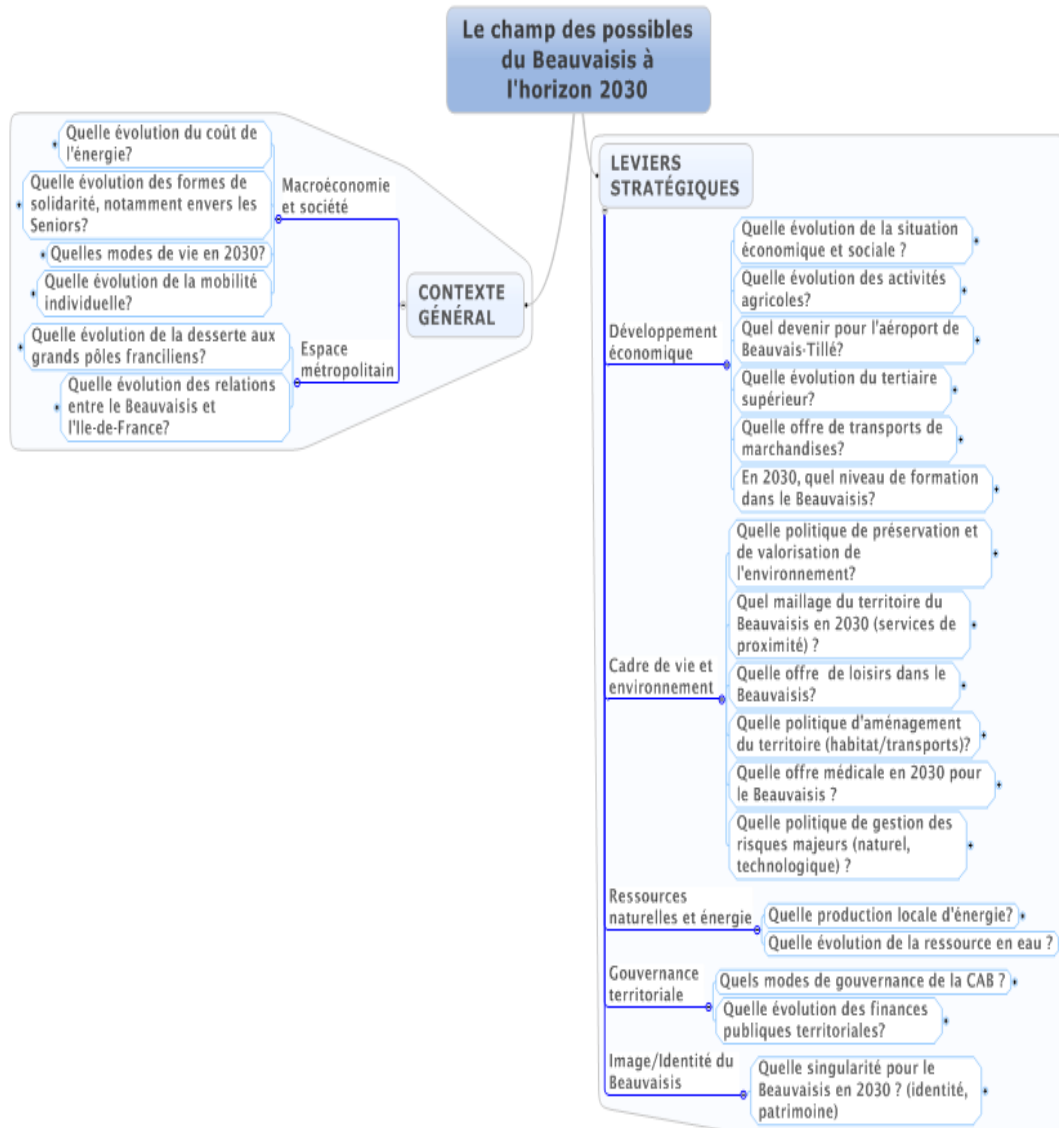 Le champ des possibles
du Beauvaisis à
l'horizon 2030
CONTEXTE
GÉNÉRAL
Macroéconomie
et société
Quelle évolution du coût de
l'énergie?
Quelle évolution des formes de
solidarité, notamment envers les
Seniors?
Quelles modes de vie en 2030?
Quelle évolution de la mobilité
individuelle?
Espace
métropolitain
Quelle évolution de la desserte aux
grands pôles franciliens?
Quelle évolution des relations
entre le Beauvaisis et
l'Ile-de-France?
LEVIERS
STRATÉGIQUES
Développement
économique
Quelle évolution de la situation
économique et sociale ?
Quelle évolution des activités
agricoles?
Quel devenir pour l'aéroport de
Beauvais-Tillé?
Quelle évolution du tertiaire
supérieur?
Quelle offre de transports de
marchandises?
En 2030, quel niveau de formation
dans le Beauvaisis?
Cadre de vie et
environnement
Quelle politique de préservation et
de valorisation de
l'environnement?
Quel maillage du territoire du
Beauvaisis en 2030 (services de
proximité) ?
Quelle offre  de loisirs dans le
Beauvaisis?
Quelle politique d'aménagement
du territoire (habitat/transports)?
Quelle offre médicale en 2030 pour
le Beauvaisis ?
Quelle politique de gestion des
risques majeurs (naturel,
technologique) ?
Ressources
naturelles et énergie
Quelle production locale d'énergie?
Quelle évolution de la ressource en eau ?
Gouvernance
territoriale
Quels modes de gouvernance de la CAB ?
Quelle évolution des finances
publiques territoriales?
Image/Identité du
Beauvaisis
Quelle singularité pour le
Beauvaisis en 2030 ? (identité,
patrimoine)